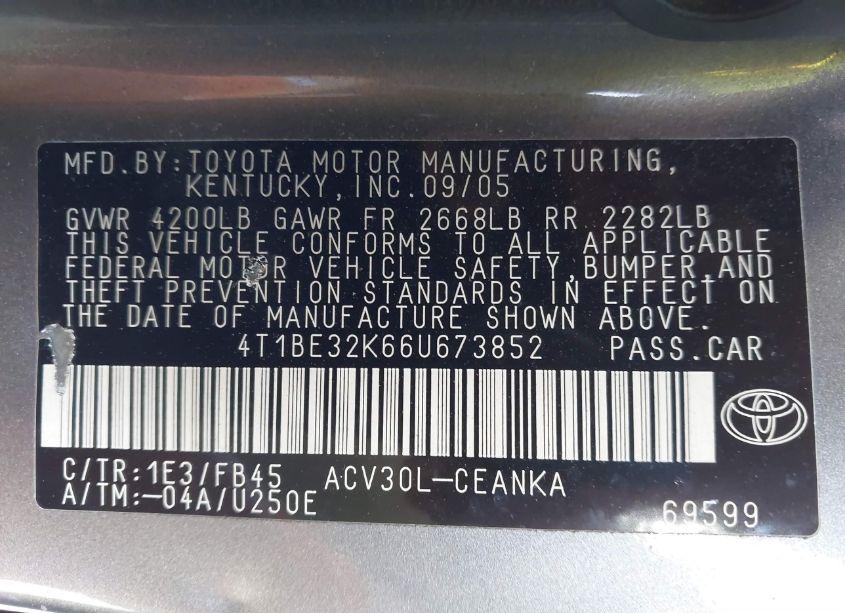 MFD.BY:TOYOTA MOTOR MANUFACTURING,
KENTUCKY,INC.09/05
GVWR 4200LB GAWR FR 2668LB RR 2282LB
THIS VEHICLE CONFORMS TO ALL APPLICABLE
FEDERAL MOTOR VEHICLE SAFETY,BUMPER,AND
THEFT PREVENTION STANDARDS IN EFFECT ON
THE DATE OF MANUFACTURE SHOWN ABOVE.
4T1BE32K66U673852 PASS.CAR
C/TR:1E3/FB45 ACV30L-CEANKA
A/TM:-04A/U250E
69599